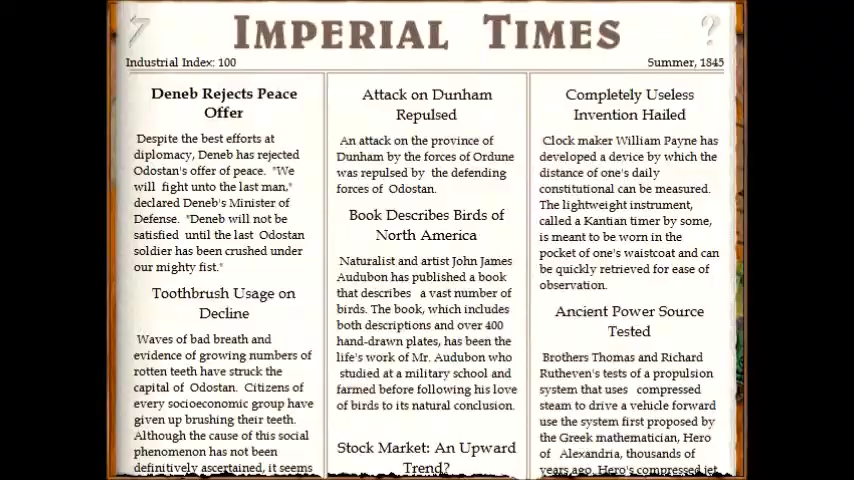 IMPERIAL TIMES
?
Industrial Index: 100
Summer, 1845
Deneb Rejects Peace
Offer
Despite the best efforts at
diplomacy, Deneb has rejected
Odostan's offer of peace. "We
will fight unto the last man,"
declared Deneb's Minister of
Defense. "Deneb will not be
satisfied until the last Odostan
soldier has been crushed under
our mighty fist."
Toothbrush Usage on
Decline
Waves of bad breath and
evidence of growing numbers of
rotten teeth have struck the
capital of Odostan. Citizens of
every socioeconomic group have
given up brushing their teeth.
Although the cause of this social
phenomenon has not been
definitively ascertained, it seems
Attack on Dunham
Repulsed
An attack on the province of
Dunham by the forces of Ordune
was repulsed by the defending
forces of Odostan.
Book Describes Birds of
North America
Naturalist and artist John James
Audubon has published a book
that describes a vast number of
birds. The book, which includes
both descriptions and over 400
hand-drawn plates, has been the
life's work of Mr. Audubon who
studied at a military school and
farmed before following his love
of birds to its natural conclusion.
Stock Market: An Upward
Trend?
Completely Useless
Invention Hailed
Clock maker William Payne has
developed a device by which the
distance of one's daily
constitutional can be measured.
The lightweight instrument,
called a Kantian timer by some,
is meant to be worn in the
pocket of one's waistcoat and can
be quickly retrieved for ease of
observation.
Ancient Power Source
Tested
Brothers Thomas and Richard
Rutheven's tests of a propulsion
system that uses compressed
steam to drive a vehicle forward
use the system first proposed by
the Greek mathematician, Hero
of Alexandria, thousands of
years ago. Hero's compressed jet